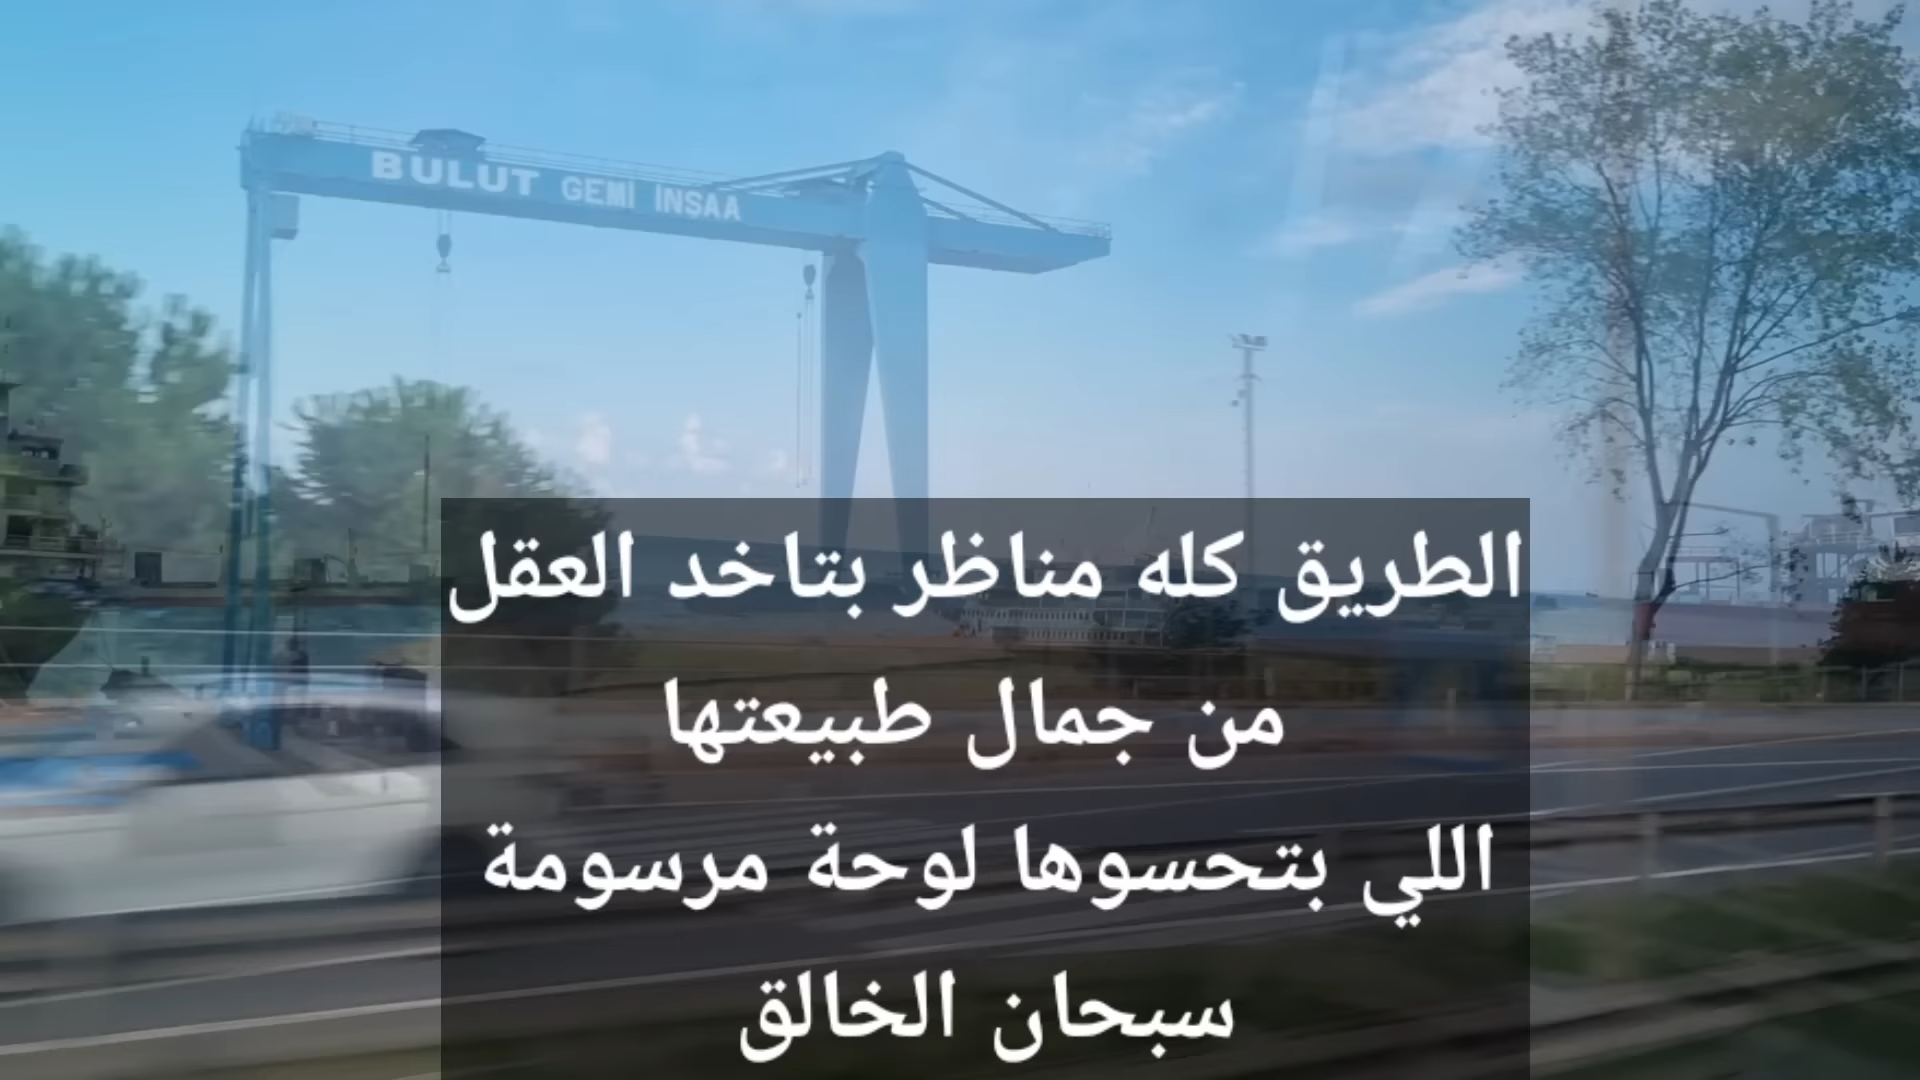 BULUT GEMİ İNSAA
الطريق كله مناظر بتاخد العقل
من جمال طبيعتها
اللي بتحسوها لوحة مرسومة
سبحان الخالق